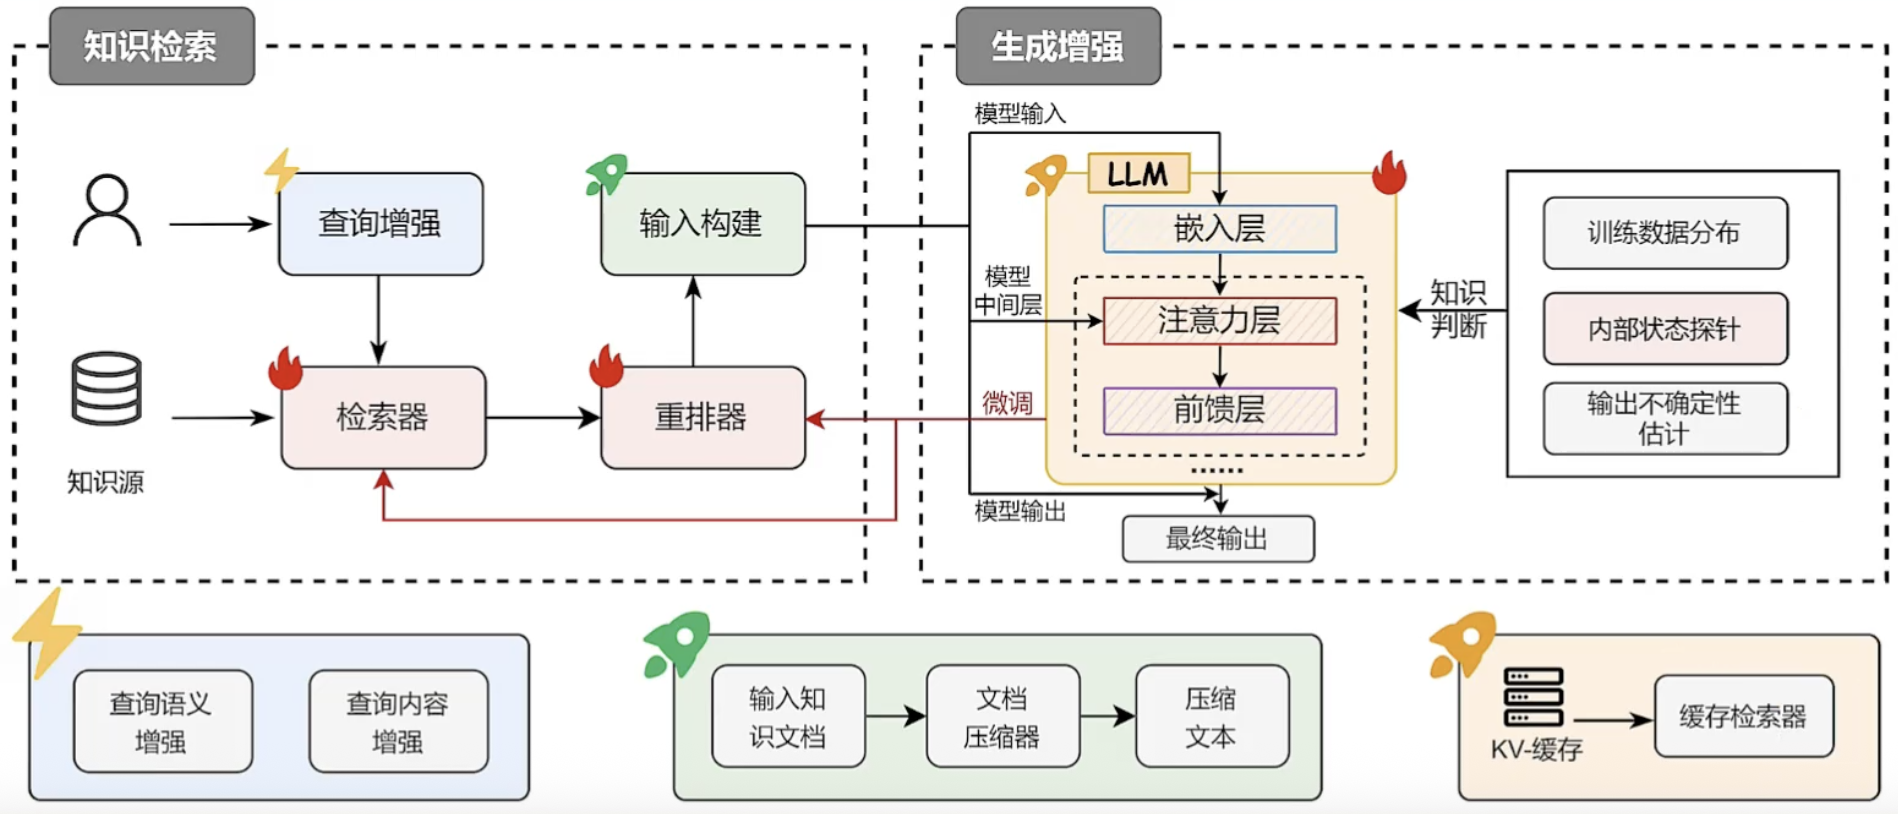 知识检索
生成增强
查询增强
输入构建
检索器
重排器
知识源
模型输入
LLM
嵌入层
模型
中间层
注意力层
前馈层
......
微调
模型输出
最终输出
知识
判断
训练数据分布
内部状态探针
输出不确定性
估计
查询语义
增强
查询内容
增强
输入知
识文档
文档
压缩器
压缩
文本
KV-缓存
缓存检索器